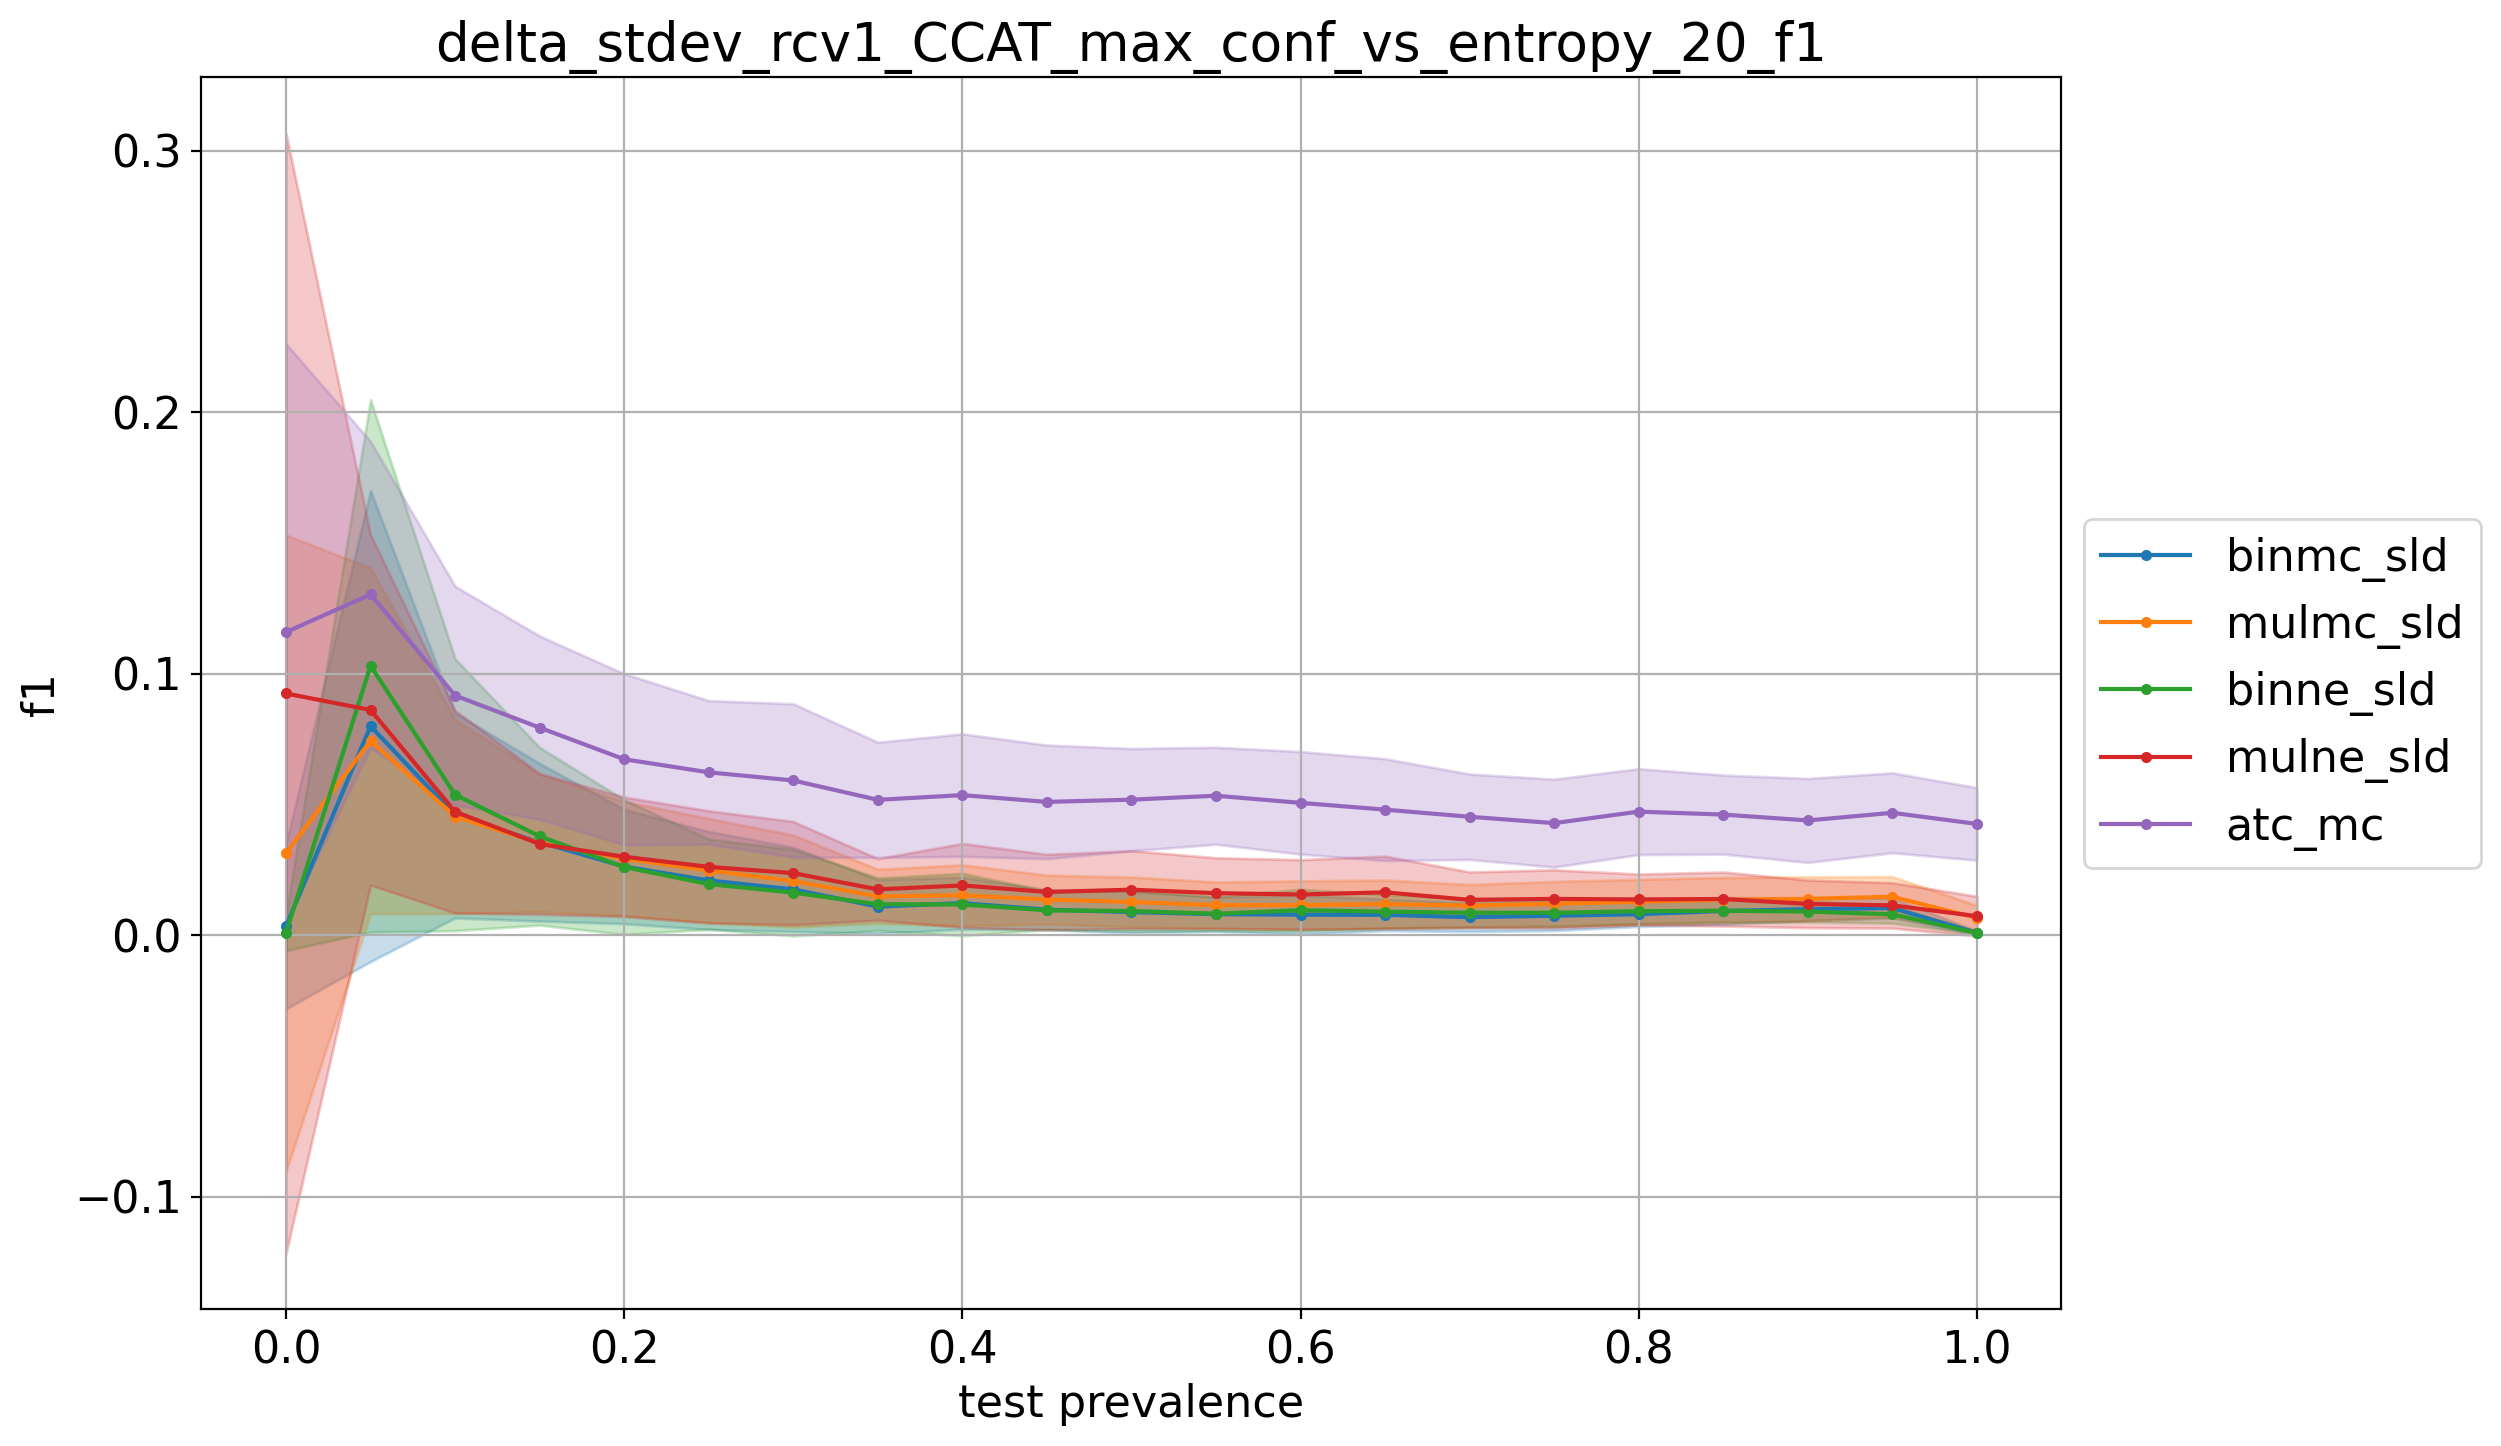 delta_stdev_rcv1_CCAT_max_conf_vs_entropy_20_f1
0.3
0.2
0.1
0.0
−0.1
f1
0.0 0.2 0.4 0.6 0.8 1.0
test prevalence
binmc_sld
mulmc_sld
binne_sld
mulne_sld
atc_mc